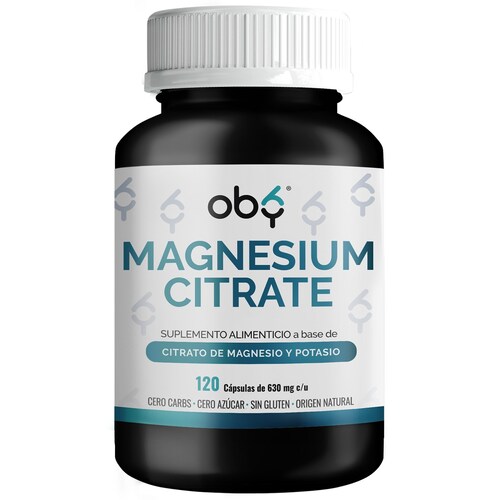 oby®
MAGNESIUM
CITRATE
SUPLEMENTO ALIMENTICIO a base de
CITRATO DE MAGNESIO Y POTASIO
120 Cápsulas de 630 mg c/u
CERO CARBS • CERO AZÚCAR • SIN GLUTEN • ORIGEN NATURAL